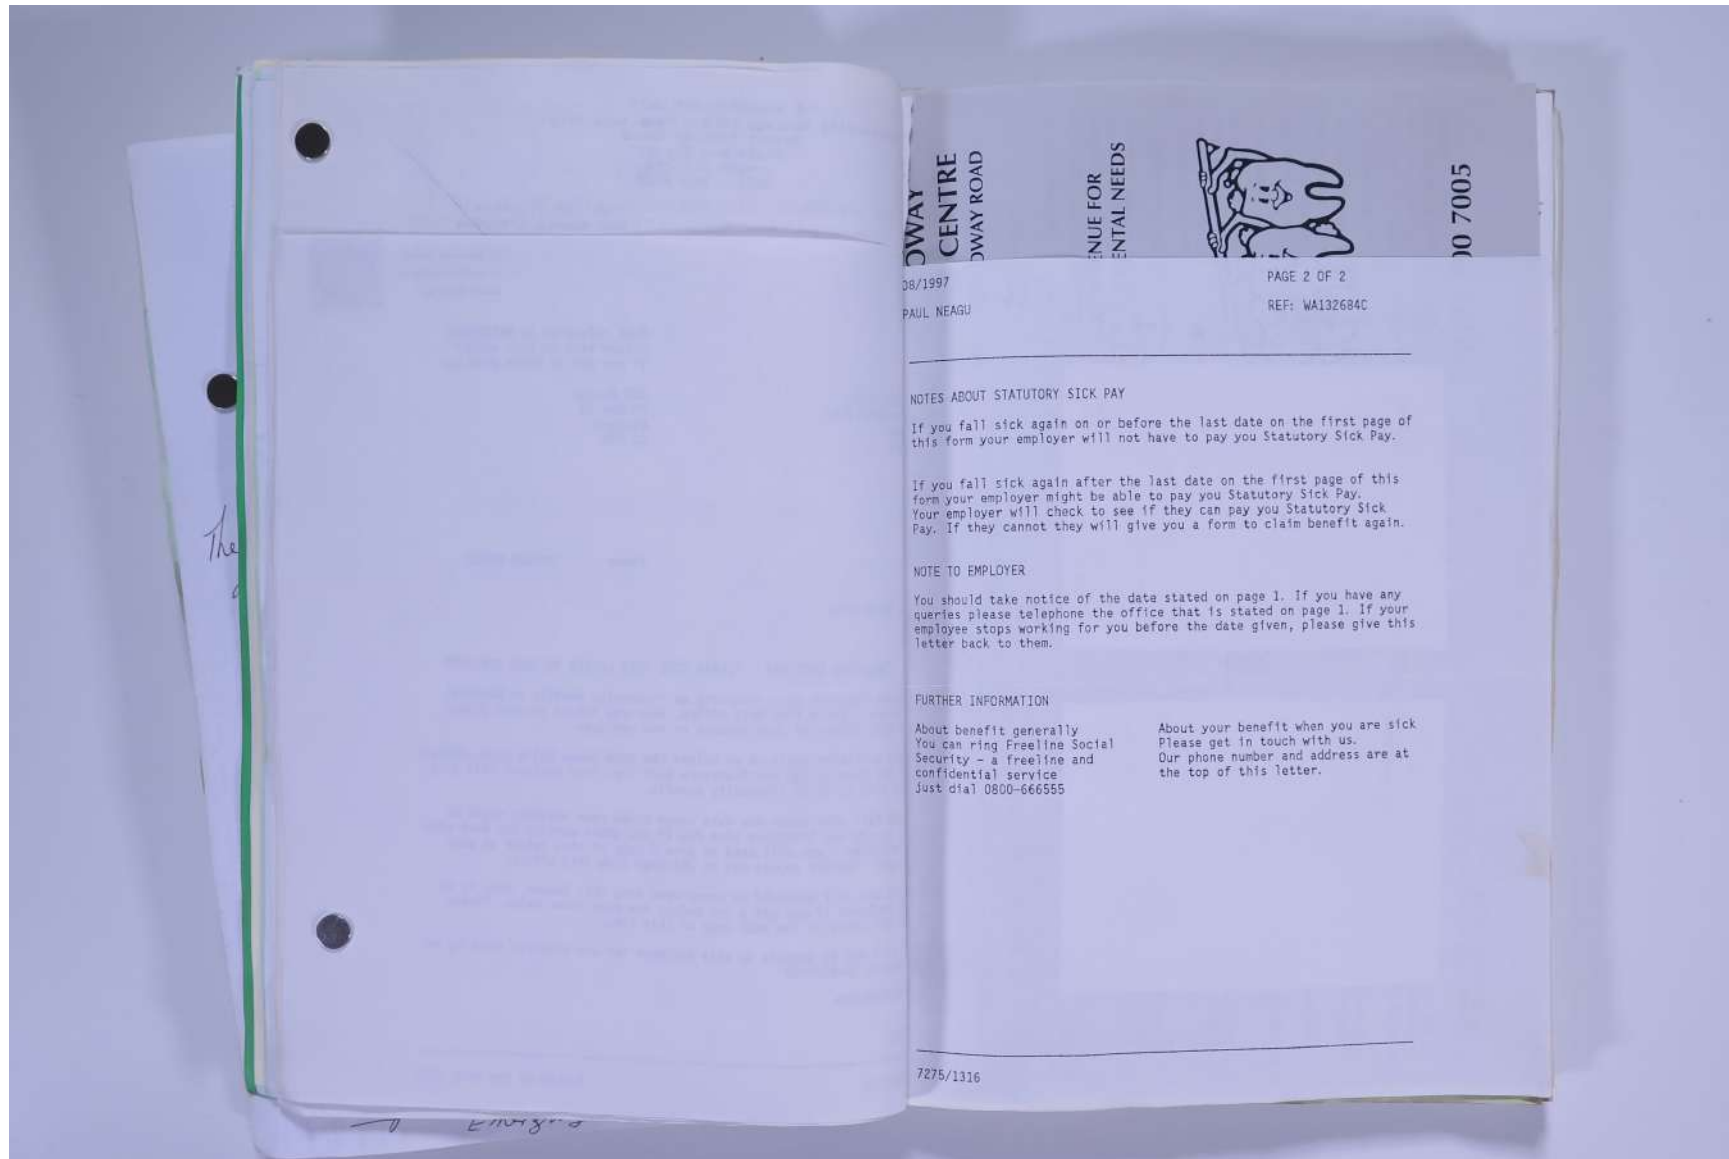 The
Emerging
OWAY
CENTRE
OWAY ROAD
ENUE FOR
ENTAL NEEDS
00 7005
08/1997
PAGE 2 OF 2
PAUL NEAGU
REF: WA132684C
NOTES ABOUT STATUTORY SICK PAY
If you fall sick again on or before the last date on the first page of
this form your employer will not have to pay you Statutory Sick Pay.
If you fall sick again after the last date on the first page of this
form your employer might be able to pay you Statutory Sick Pay.
Your employer will check to see if they can pay you Statutory Sick
Pay. If they cannot they will give you a form to claim benefit again.
NOTE TO EMPLOYER
You should take notice of the date stated on page 1. If you have any
queries please telephone the office that is stated on page 1. If your
employee stops working for you before the date given, please give this
letter back to them.
FURTHER INFORMATION
About benefit generally
You can ring Freeline Social
Security - a freeline and
confidential service
Just dial 0800-666555
About your benefit when you are sick
Please get in touch with us.
Our phone number and address are at
the top of this letter.
7275/1316